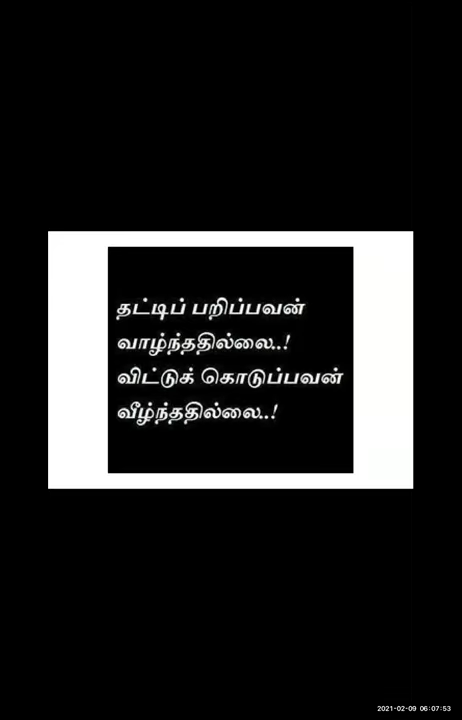 தட்டிப் பறிப்பவன்
வாழ்ந்ததில்லை..!
விட்டுக் கொடுப்பவன்
வீழ்ந்ததில்லை..!
2021-02-09 06:07:53